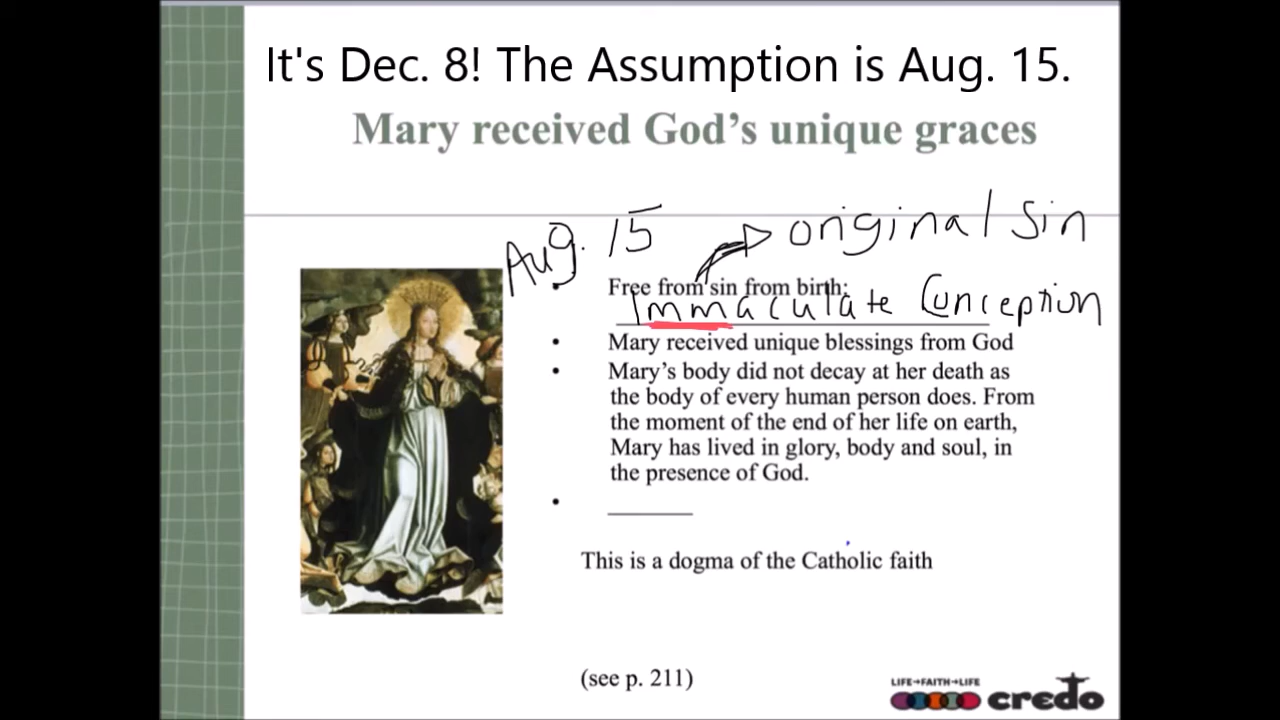 It's Dec. 8! The Assumption is Aug. 15.
Mary received God's unique graces
Aug. 15
original sin
• Free from sin from birth:
Immaculate Conception
• Mary received unique blessings from God
• Mary's body did not decay at her death as
the body of every human person does. From
the moment of the end of her life on earth,
Mary has lived in glory, body and soul, in
the presence of God.
• ________
This is a dogma of the Catholic faith
(see p. 211)
LIFE→FAITH→LIFE
credo